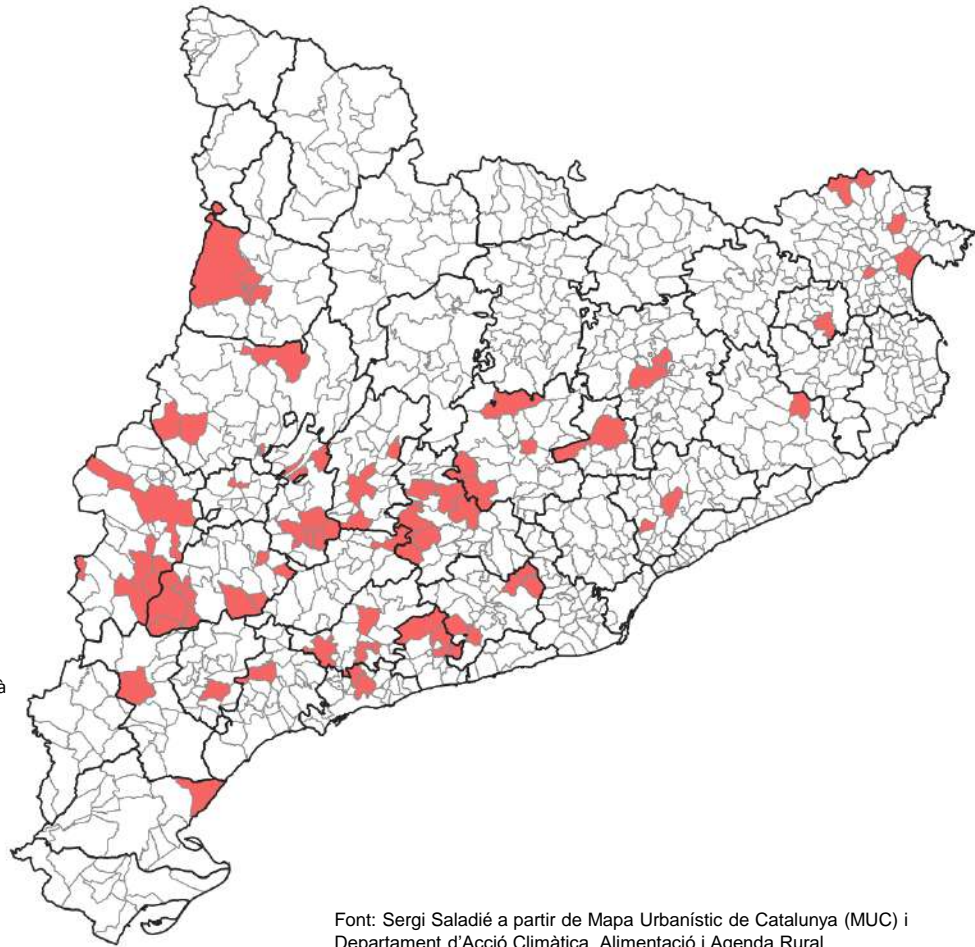 à
Font: Sergi Saladié a partir de Mapa Urbanístic de Catalunya (MUC) i
Departament d'Acció Climàtica, Alimentació i Agenda Rural